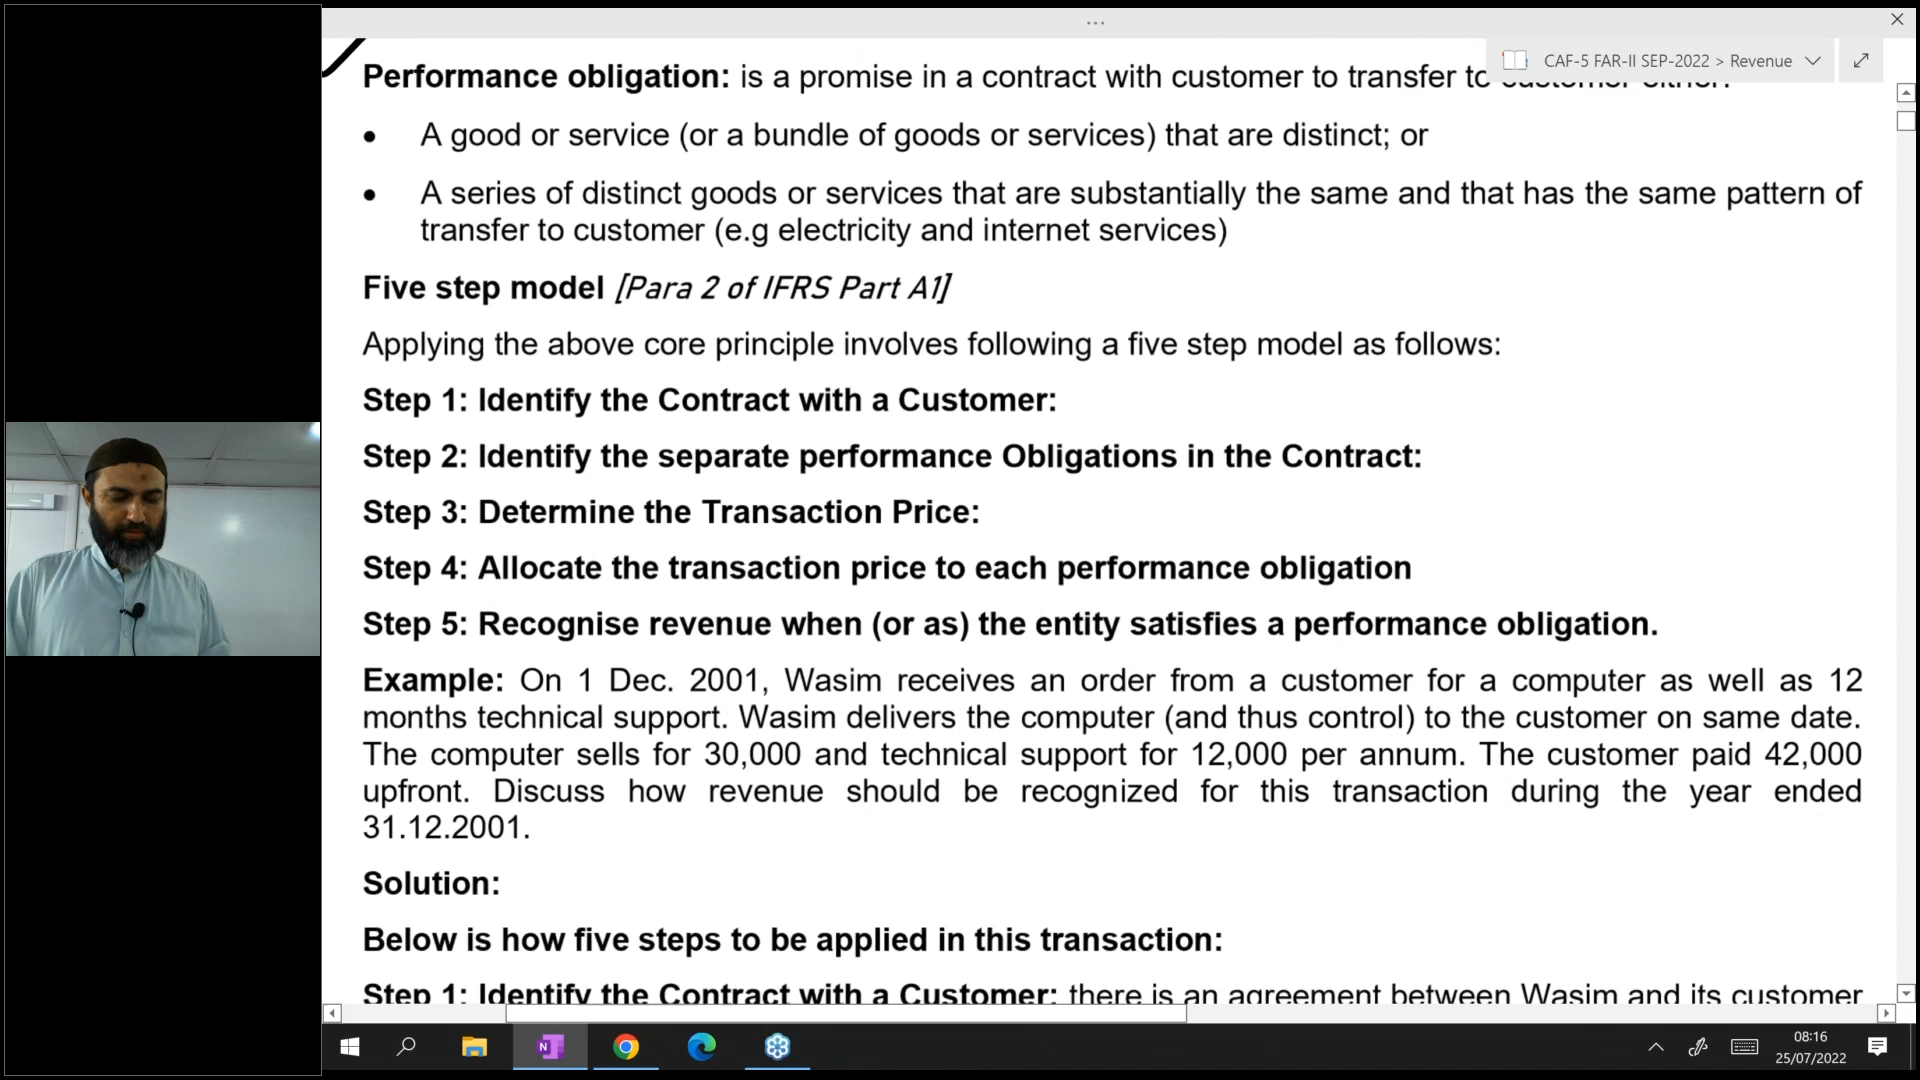 CAF-5 FAR-II SEP-2022 > Revenue
Performance obligation: is a promise in a contract with customer to transfer to customer either:
• A good or service (or a bundle of goods or services) that are distinct; or
• A series of distinct goods or services that are substantially the same and that has the same pattern of
transfer to customer (e.g electricity and internet services)
Five step model [Para 2 of IFRS Part A1]
Applying the above core principle involves following a five step model as follows:
Step 1: Identify the Contract with a Customer:
Step 2: Identify the separate performance Obligations in the Contract:
Step 3: Determine the Transaction Price:
Step 4: Allocate the transaction price to each performance obligation
Step 5: Recognise revenue when (or as) the entity satisfies a performance obligation.
Example: On 1 Dec. 2001, Wasim receives an order from a customer for a computer as well as 12
months technical support. Wasim delivers the computer (and thus control) to the customer on same date.
The computer sells for 30,000 and technical support for 12,000 per annum. The customer paid 42,000
upfront. Discuss how revenue should be recognized for this transaction during the year ended
31.12.2001.
Solution:
Below is how five steps to be applied in this transaction:
Step 1: Identify the Contract with a Customer: there is an agreement between Wasim and its customer
08:16
25/07/2022